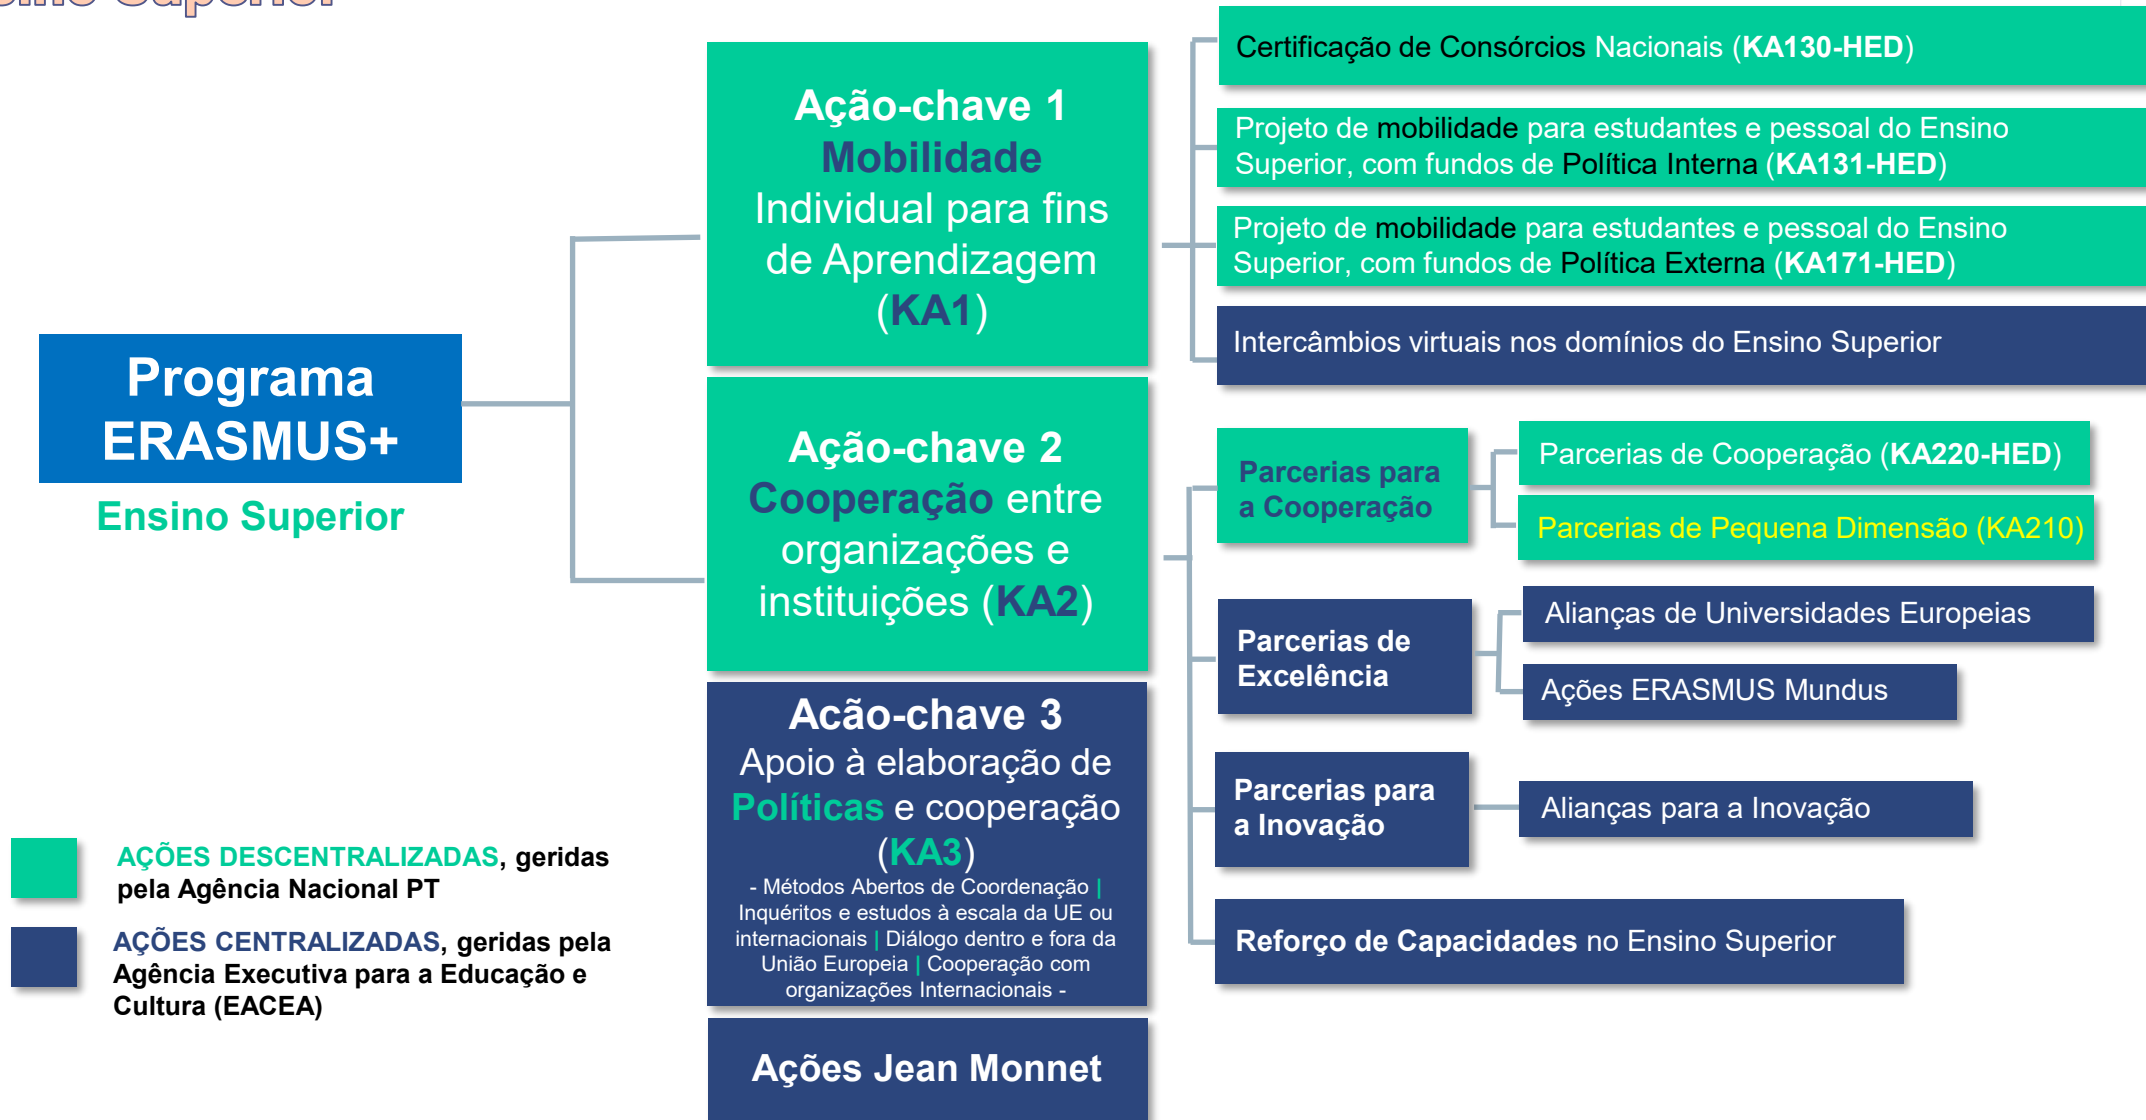 Superior
Programa
ERASMUS+
Ensino Superior
Ação-chave 1
Mobilidade
Individual para fins
de Aprendizagem
(KA1)
Certificação de Consórcios Nacionais (KA130-HED)
Projeto de mobilidade para estudantes e pessoal do Ensino
Superior, com fundos de Política Interna (KA131-HED)
Projeto de mobilidade para estudantes e pessoal do Ensino
Superior, com fundos de Política Externa (KA171-HED)
Intercâmbios virtuais nos domínios do Ensino Superior
Ação-chave 2
Cooperação entre
organizações e
instituições (KA2)
Parcerias para
a Cooperação
Parcerias de Cooperação (KA220-HED)
Parcerias de Pequena Dimensão (KA210)
Parcerias de
Excelência
Alianças de Universidades Europeias
Ações ERASMUS Mundus
Parcerias para
a Inovação
Alianças para a Inovação
Reforço de Capacidades no Ensino Superior
Acão-chave 3
Apoio à elaboração de
Políticas e cooperação
(KA3)
- Métodos Abertos de Coordenação |
Inquéritos e estudos à escala da UE ou
internacionais | Diálogo dentro e fora da
União Europeia | Cooperação com
organizações Internacionais -
Ações Jean Monnet
AÇÕES DESCENTRALIZADAS, geridas
pela Agência Nacional PT
AÇÕES CENTRALIZADAS, geridas pela
Agência Executiva para a Educação e
Cultura (EACEA)